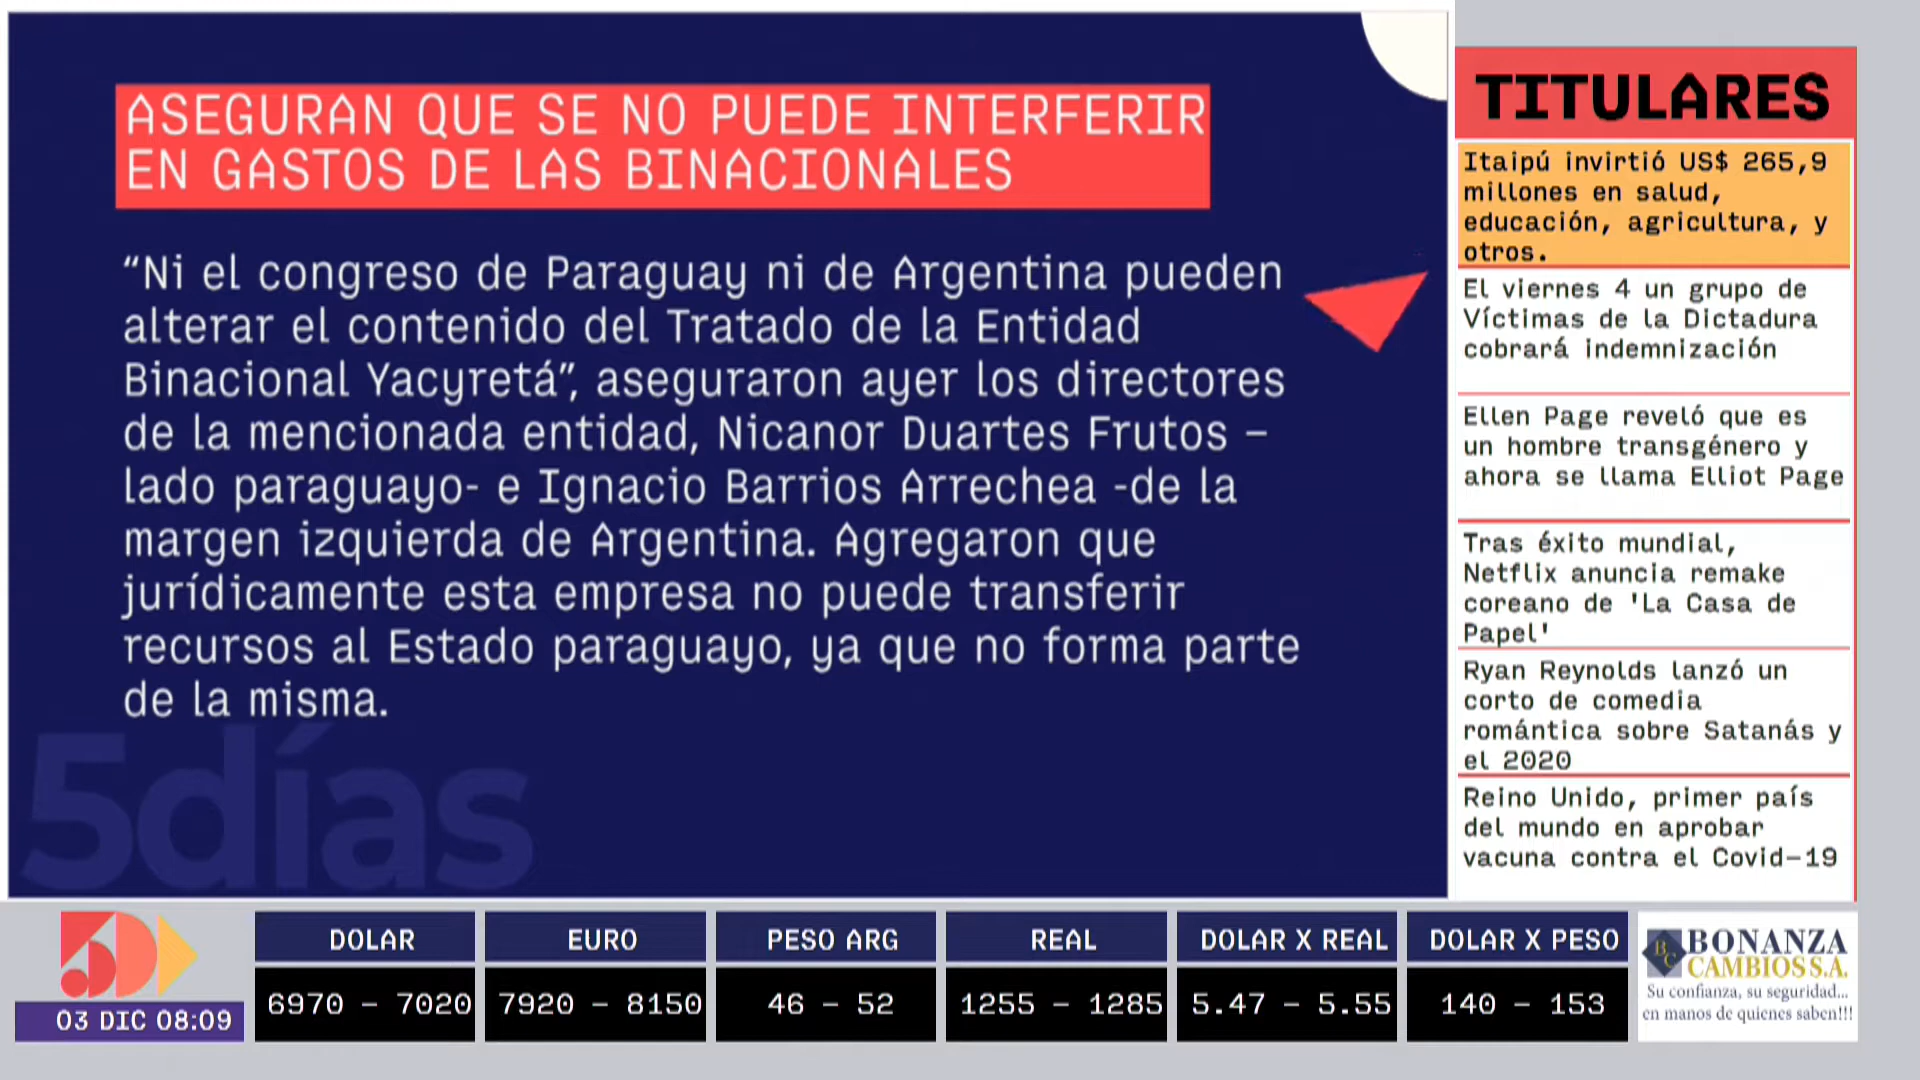 ASEGURAN QUE SE NO PUEDE INTERFERIR
EN GASTOS DE LAS BINACIONALES
“Ni el congreso de Paraguay ni de Argentina pueden
alterar el contenido del Tratado de la Entidad
Binacional Yacyretá”, aseguraron ayer los directores
de la mencionada entidad, Nicanor Duartes Frutos –
lado paraguayo- e Ignacio Barrios Arrechea -de la
margen izquierda de Argentina. Agregaron que
jurídicamente esta empresa no puede transferir
recursos al Estado paraguayo, ya que no forma parte
de la misma.
5días
TITULARES
Itaipú invirtió US$ 265,9
millones en salud,
educación, agricultura, y
otros.
El viernes 4 un grupo de
Víctimas de la Dictadura
cobrará indemnización
Ellen Page reveló que es
un hombre transgénero y
ahora se llama Elliot Page
Tras éxito mundial,
Netflix anuncia remake
coreano de 'La Casa de
Papel'
Ryan Reynolds lanzó un
corto de comedia
romántica sobre Satanás y
el 2020
Reino Unido, primer país
del mundo en aprobar
vacuna contra el Covid–19
5D
03 DIC 08:09
DOLAR
6970 – 7020
EURO
7920 – 8150
PESO ARG
46 – 52
REAL
1255 – 1285
DOLAR X REAL
5.47 – 5.55
DOLAR X PESO
140 – 153
BC
BONANZA
CAMBIOS S.A.
Su confianza, su seguridad...
en manos de quienes saben!!!